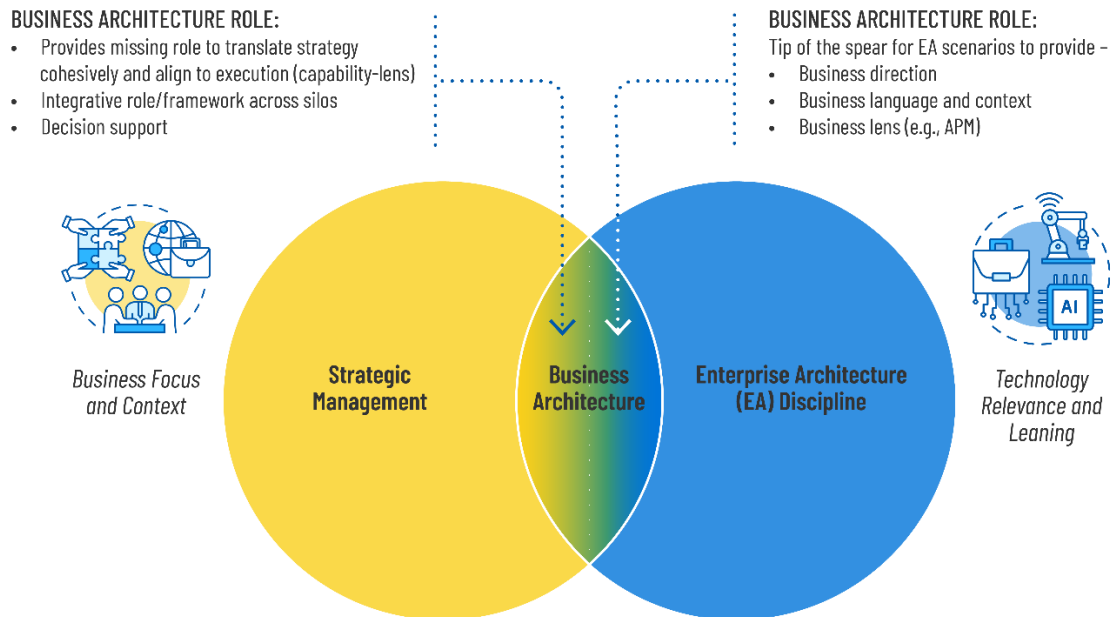 BUSINESS ARCHITECTURE ROLE:
• Provides missing role to translate strategy
cohesively and align to execution (capability-lens)
• Integrative role/framework across silos
• Decision support
BUSINESS ARCHITECTURE ROLE:
Tip of the spear for EA scenarios to provide –
• Business direction
• Business language and context
• Business lens (e.g., APM)
Business Focus
and Context
Strategic
Management
Business
Architecture
Enterprise Architecture
(EA) Discipline
AI
Technology
Relevance and
Leaning